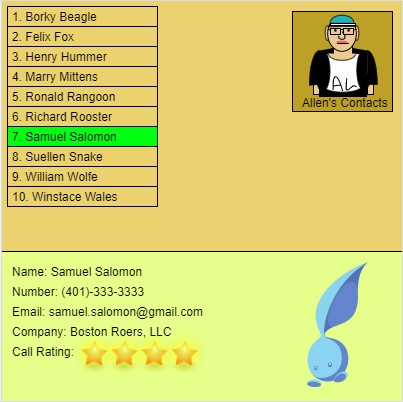 1. Borky Beagle
2. Felix Fox
3. Henry Hummer
4. Marry Mittens
5. Ronald Rangoon
6. Richard Rooster
7. Samuel Salomon
8. Suellen Snake
9. William Wolfe
10. Winstace Wales
AL
Allen's Contacts
Name: Samuel Salomon
Number: (401)-333-3333
Email: samuel.salomon@gmail.com
Company: Boston Roers, LLC
Call Rating: